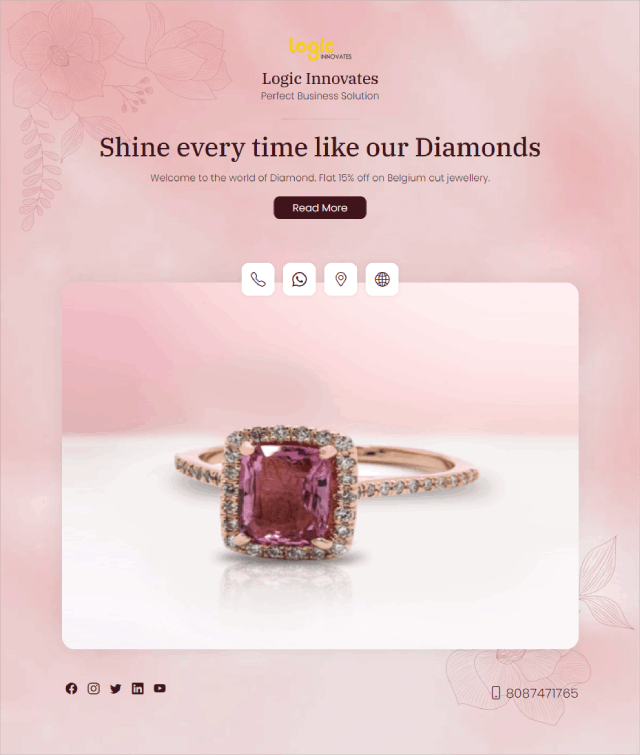 Logic
INNOVATES
Logic Innovates
Perfect Business Solution
Shine every time like our Diamonds
Welcome to the world of Diamond. Flat 15% off on Belgium cut jewellery.
Read More
8087471765